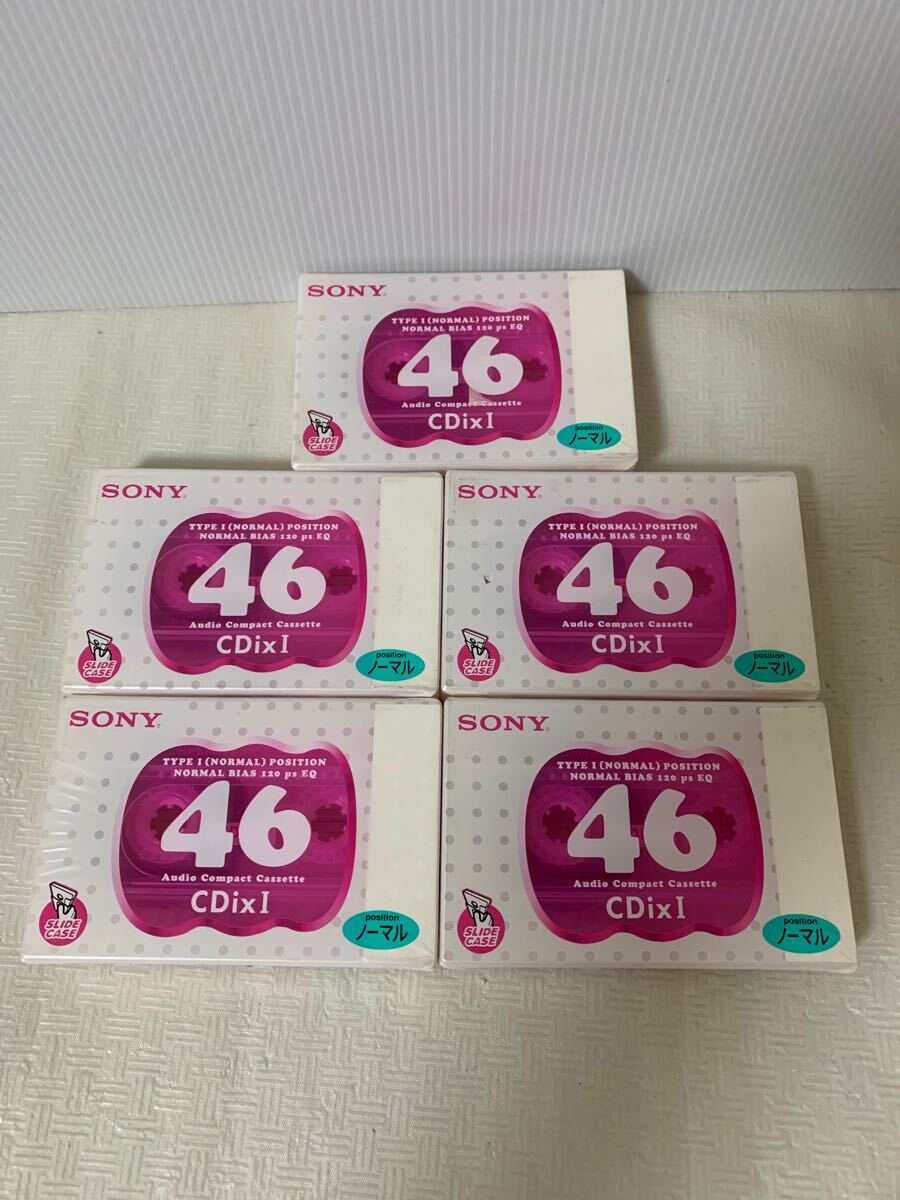 SONY
TYPE I (NORMAL) POSITION
NORMAL BIAS 120 µs EQ
46
Audio Compact Cassette
CDix I
SLIDE
CASE
position
ノーマル
SONY
TYPE I (NORMAL) POSITION
NORMAL BIAS 120 µs EQ
46
Audio Compact Cassette
CDix I
SLIDE
CASE
position
ノーマル
SONY
TYPE I (NORMAL) POSITION
NORMAL BIAS 120 µs EQ
46
Audio Compact Cassette
CDix I
SLIDE
CASE
position
ノーマル
SONY
TYPE I (NORMAL) POSITION
NORMAL BIAS 120 µs EQ
46
Audio Compact Cassette
CDix I
SLIDE
CASE
position
ノーマル
SONY
TYPE I (NORMAL) POSITION
NORMAL BIAS 120 µs EQ
46
Audio Compact Cassette
CDix I
SLIDE
CASE
position
ノーマル